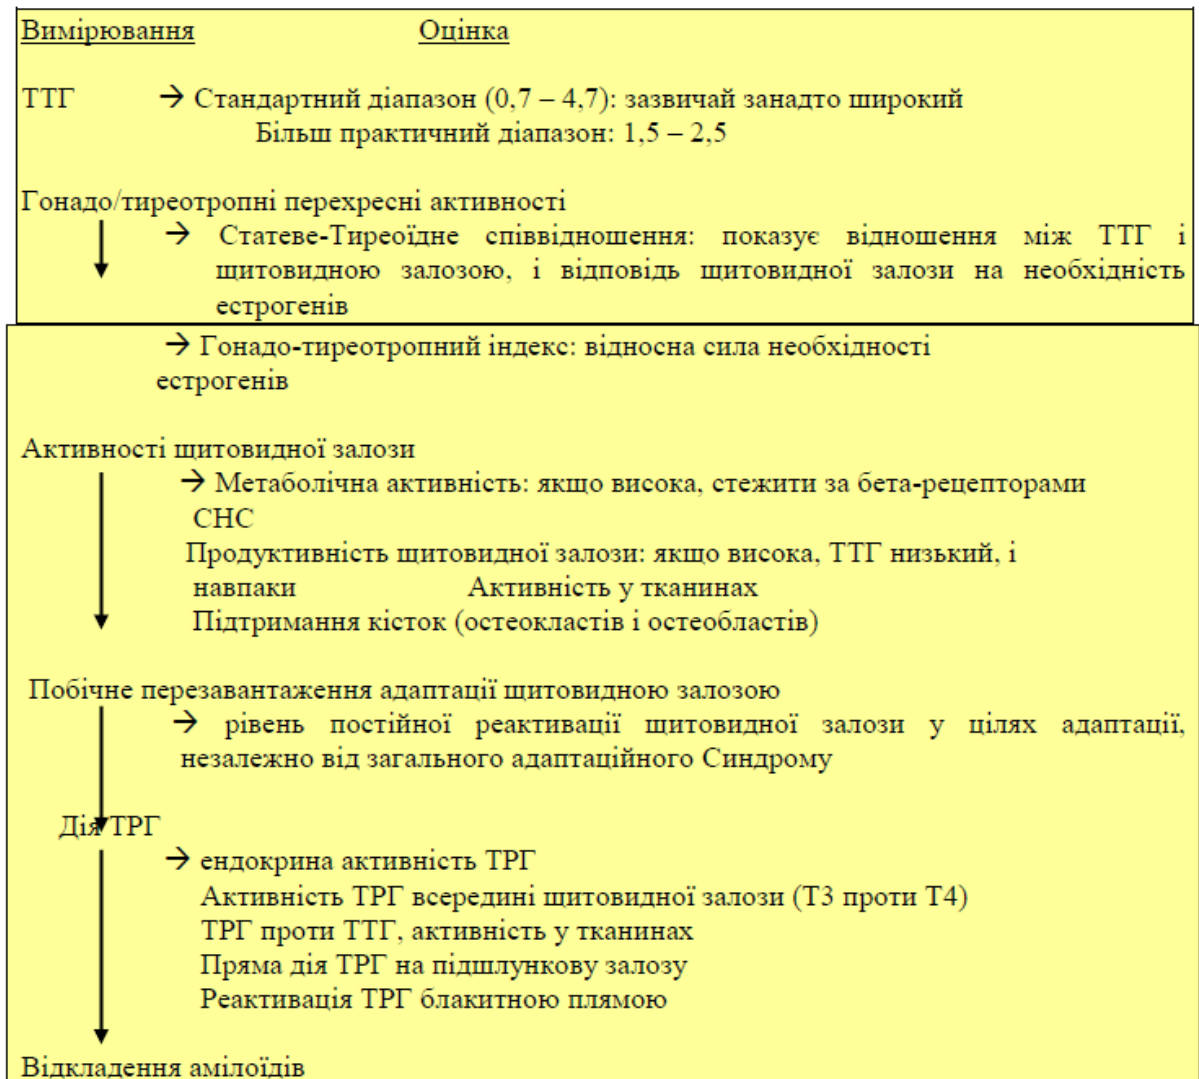 Вимірювання Оцінка
ТТГ → Стандартний діапазон (0,7 – 4,7): зазвичай занадто широкий
Більш практичний діапазон: 1,5 – 2,5
Гонадо/тиреотропні перехресні активності
→ Статеве-Тиреоїдне співвідношення: показує відношення між ТТГ і
щитовидною залозою, і відповідь щитовидної залози на необхідність
естрогенів
→ Гонадо-тиреотропний індекс: відносна сила необхідності
естрогенів
Активності щитовидної залози
→ Метаболічна активність: якщо висока, стежити за бета-рецепторами
СНС
Продуктивність щитовидної залози: якщо висока, ТТГ низький, і
навпаки Активність у тканинах
Підтримання кісток (остеокластів і остеобластів)
Побічне перезавантаження адаптації щитовидною залозою
→ рівень постійної реактивації щитовидної залози у цілях адаптації,
незалежно від загального адаптаційного Синдрому
Дія ТРГ
→ ендокрина активність ТРГ
Активність ТРГ всередині щитовидної залози (Т3 проти Т4)
ТРГ проти ТТГ, активність у тканинах
Пряма дія ТРГ на підшлункову залозу
Реактивація ТРГ блакитною плямою
Відкладення амілоїдів